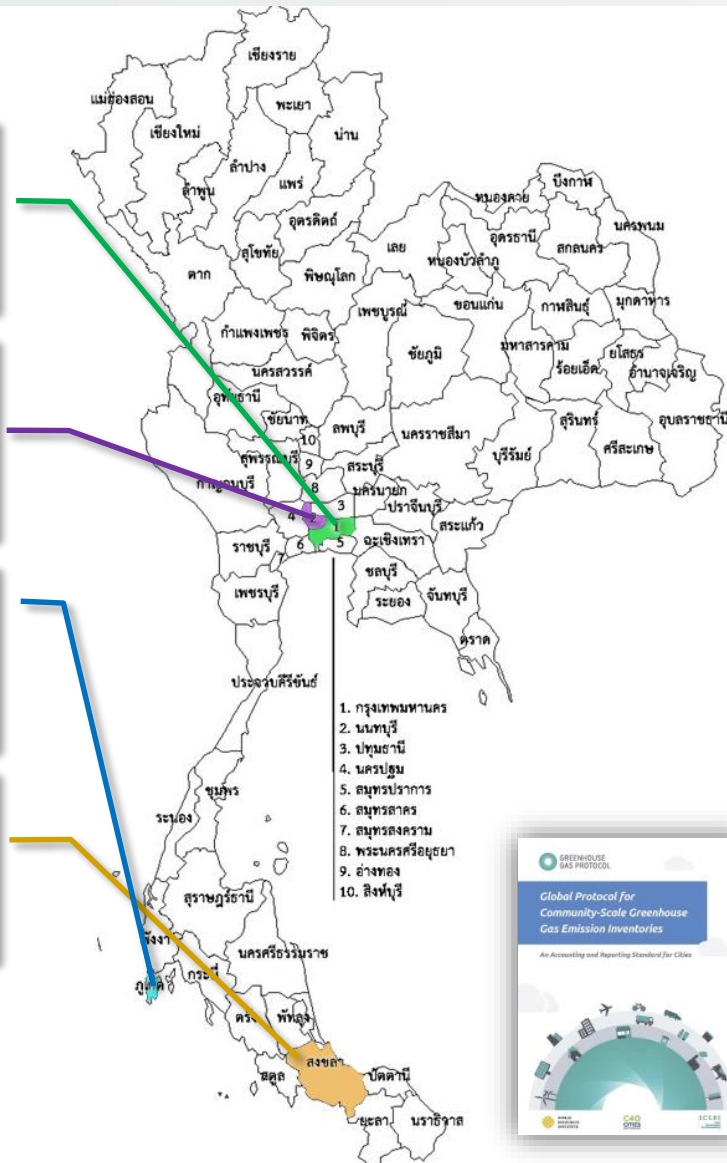 เชียงราย
แม่ฮ่องสอน
พะเยา
เชียงใหม่
น่าน
ลำปาง
แพร่
ลำพูน
บึงกาฬ
หนองคาย
อุตรดิตถ์
นครพนม
เลย
อุดรธานี
สกลนคร
สุโขทัย
หนองบัวลำภู
ตาก
พิษณุโลก
เพชรบูรณ์
ขอนแก่น
กาฬสินธุ์
มุกดาหาร
กำแพงเพชร
พิจิตร
มหาสารคาม
ชัยภูมิ
ร้อยเอ็ด
ยโสธร
อำนาจเจริญ
นครสวรรค์
อุทัยธานี
ชัยนาท
ลพบุรี
นครราชสีมา
บุรีรัมย์
สุรินทร์
ศรีสะเกษ
อุบลราชธานี
10
สุพรรณบุรี
9
สระบุรี
กาญจนบุรี
8
นครนายก
3
ปราจีนบุรี
4
2
1
สระแก้ว
ราชบุรี
6
5
ฉะเชิงเทรา
7
ชลบุรี
เพชรบุรี
ระยอง
จันทบุรี
ตราด
ประจวบคีรีขันธ์
1. กรุงเทพมหานคร
2. นนทบุรี
3. ปทุมธานี
4. นครปฐม
5. สมุทรปราการ
6. สมุทรสาคร
7. สมุทรสงคราม
8. พระนครศรีอยุธยา
9. อ่างทอง
10. สิงห์บุรี
ชุมพร
ระนอง
สุราษฎร์ธานี
พังงา
นครศรีธรรมราช
กระบี่
ภูเก็ต
ตรัง
พัทลุง
สงขลา
สตูล
ปัตตานี
ยะลา
นราธิวาส
GREENHOUSE
GAS PROTOCOL
Global Protocol for
Community-Scale Greenhouse
Gas Emission Inventories
An Accounting and Reporting Standard for Cities
WORLD
RESOURCES
INSTITUTE
C40
CITIES
ICLEI